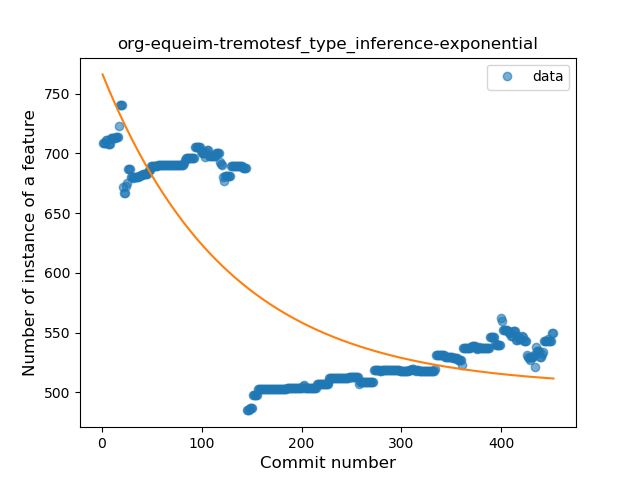 org-equeim-tremotesf_type_inference-exponential
data
Number of instance of a feature
750
700
650
600
550
500
0
100
200
300
400
Commit number